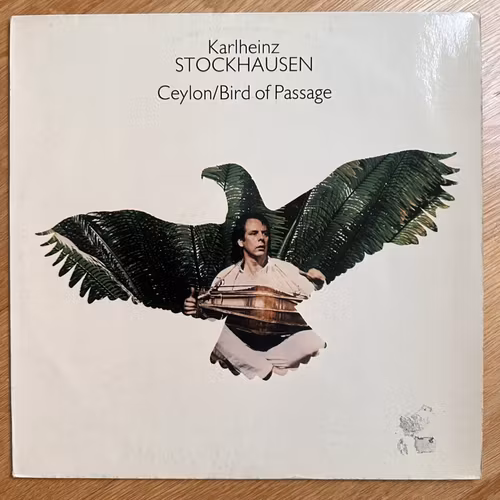 Karlheinz
STOCKHAUSEN
Ceylon/Bird of Passage